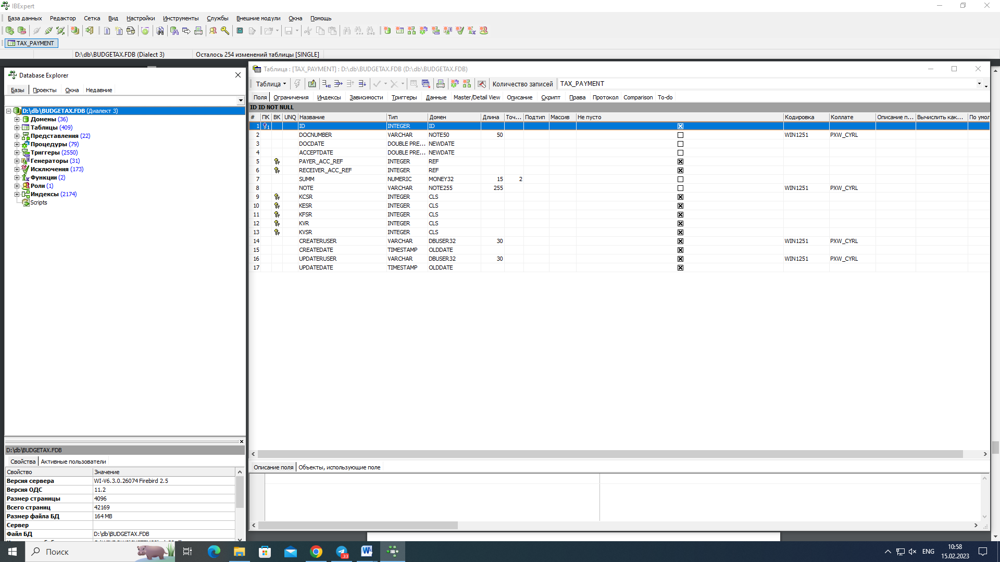 IBExpert
База данных Редактор Сетка Вид Настройки Инструменты Службы Внешние модули Окна Помощь
TAX_PAYMENT
D:\db\BUDGETAX.FDB (Dialect 3) Осталось 254 изменений таблицы [SINGLE]
Database Explorer
Базы Проекты Окна Недавние
D:\db\BUDGETAX.FDB (Диалект 3)
Домены (36)
Таблицы (409)
Представления (22)
Процедуры (79)
Триггеры (2550)
Генераторы (31)
Исключения (173)
Функции (2)
Роли (1)
Индексы (2174)
Scripts
D:\db\BUDGETAX.FDB
Свойства Активные пользователи
Свойство Значение
Версия сервера WI-V6.3.0.26074 Firebird 2.5
Версия ОДС 11.2
Размер страницы 4096
Всего страниц 42169
Размер файла БД 164 MB
Сервер
Файл БД D:\db\BUDGETAX.FDB
Таблица : [TAX_PAYMENT] : D:\db\BUDGETAX.FDB (D:\db\BUDGETAX.FDB)
Таблица Количество записей TAX_PAYMENT
Поля Ограничения Индексы Зависимости Триггеры Данные Master/Detail View Описание Скрипт Права Протокол Comparison To-do
ID ID NOT NULL
# ПК ВК UNQ Название Тип Домен Длина Точ... Подтип Массив Не пусто Кодировка Коллате Описание п... Вычислить как... По умол
1 1 ID INTEGER ID
2 DOCNUMBER VARCHAR NOTE50 50 WIN1251 PXW_CYRL
3 DOCDATE DOUBLE PRE... NEWDATE
4 ACCEPTDATE DOUBLE PRE... NEWDATE
5 PAYER_ACC_REF INTEGER REF
6 RECEIVER_ACC_REF INTEGER REF
7 SUMM NUMERIC MONEY32 15 2
8 NOTE VARCHAR NOTE255 255 WIN1251 PXW_CYRL
9 KCSR INTEGER CLS
10 KESR INTEGER CLS
11 KFSR INTEGER CLS
12 KVR INTEGER CLS
13 KVSR INTEGER CLS
14 CREATERUSER VARCHAR DBUSER32 30 WIN1251 PXW_CYRL
15 CREATEDATE TIMESTAMP OLDDATE
16 UPDATERUSER VARCHAR DBUSER32 30 WIN1251 PXW_CYRL
17 UPDATEDATE TIMESTAMP OLDDATE
Описание поля Объекты, использующие поле
Поиск
33
ENG
10:58
15.02.2023